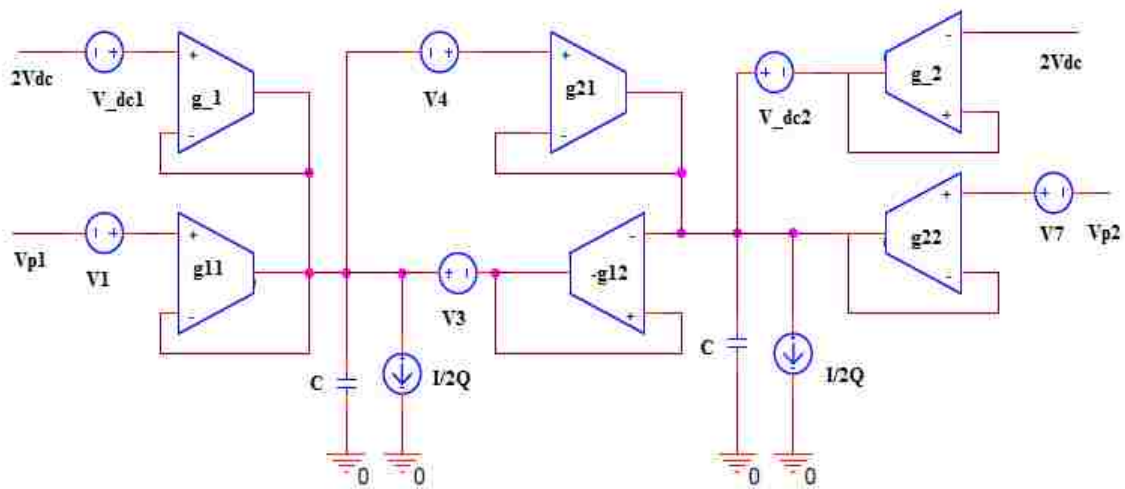 2Vdc
V_dc1
+
-
g_1
V4
+
-
g21
V_dc2
-
+
g_2
2Vdc
Vp1
V1
+
-
g11
V3
-
+
-g12
+
-
g22
V7
Vp2
C
I/2Q
C
I/2Q
0
0
0
0